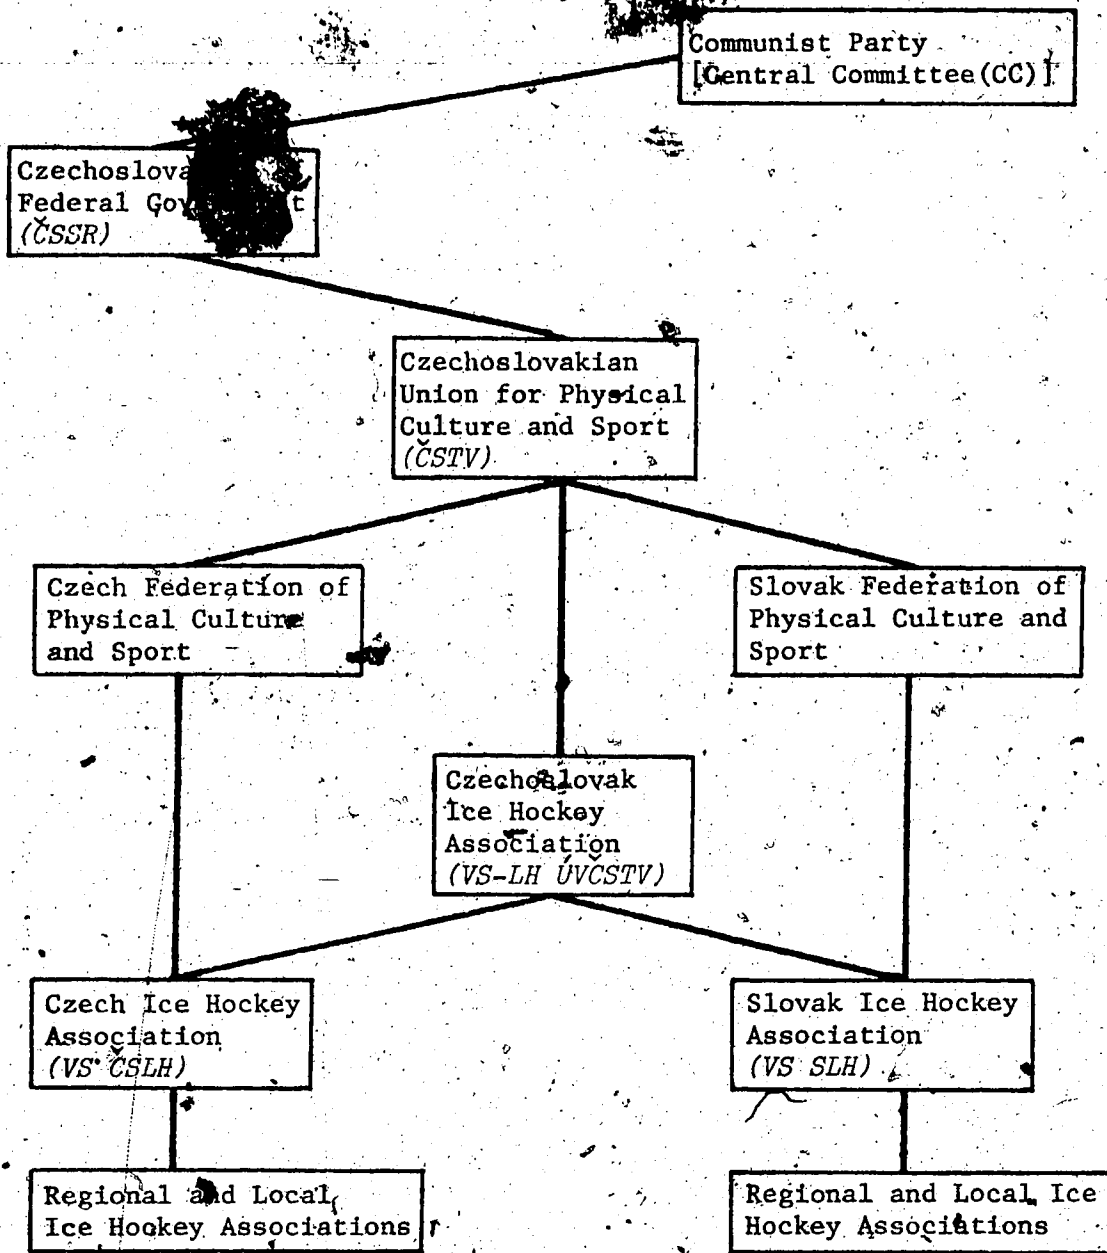 Communist Party
[Central Committee(CC)]
Federal
(ČSSR)
Czechoslovakian
Union for Physical
Culture and Sport
(ČSTV)
Czech Federation of
Physical Culture
and Sport
Slovak Federation of
Physical Culture and
Sport
Czechoslovak
Ice Hockey
Association
(VS-LH ÚVČSTV)
Czech Ice Hockey
Association
(VS ČSLH)
Slovak Ice Hockey
Association
(VS SLH)
Regional and Local
Ice Hockey Associations
Regional and Local Ice
Hockey Associations